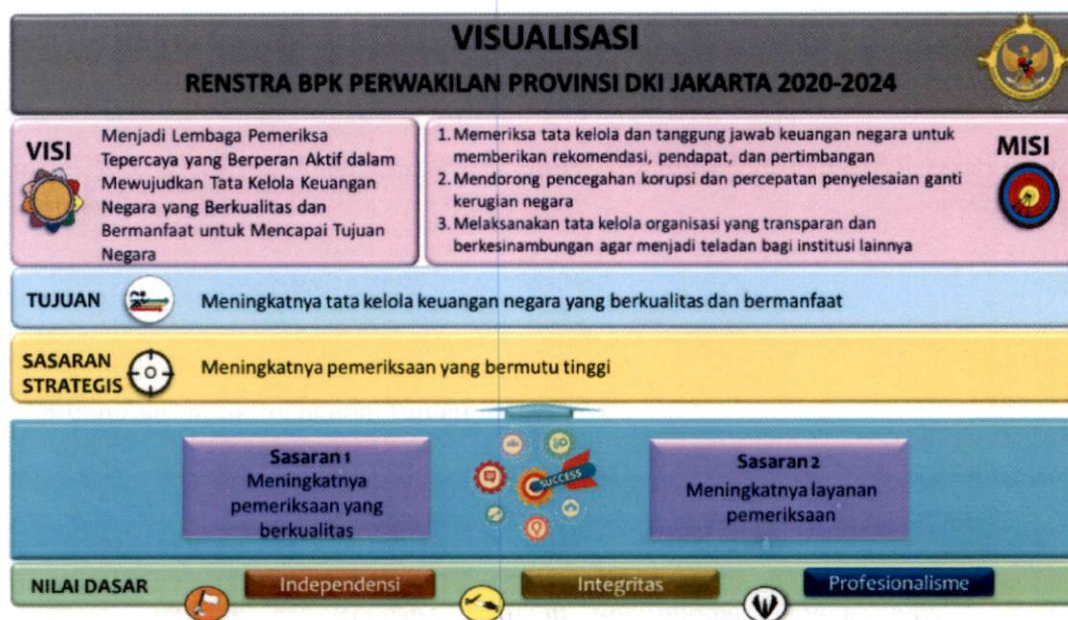 VISUALISASI
RENSTRA BPK PERWAKILAN PROVINSI DKI JAKARTA 2020-2024
VISI
Menjadi Lembaga Pemeriksa
Tepercaya yang Berperan Aktif dalam
Mewujudkan Tata Kelola Keuangan
Negara yang Berkualitas dan
Bermanfaat untuk Mencapai Tujuan
Negara
1. Memeriksa tata kelola dan tanggung jawab keuangan negara untuk
memberikan rekomendasi, pendapat, dan pertimbangan
2. Mendorong pencegahan korupsi dan percepatan penyelesaian ganti
kerugian negara
3. Melaksanakan tata kelola organisasi yang transparan dan
berkesinambungan agar menjadi teladan bagi institusi lainnya
MISI
TUJUAN
Meningkatnya tata kelola keuangan negara yang berkualitas dan bermanfaat
SASARAN
STRATEGIS
Meningkatnya pemeriksaan yang bermutu tinggi
Sasaran 1
Meningkatnya
pemeriksaan yang
berkualitas
SUCCESS
Sasaran 2
Meningkatnya layanan
pemeriksaan
NILAI DASAR
Independensi
Integritas
Profesionalisme